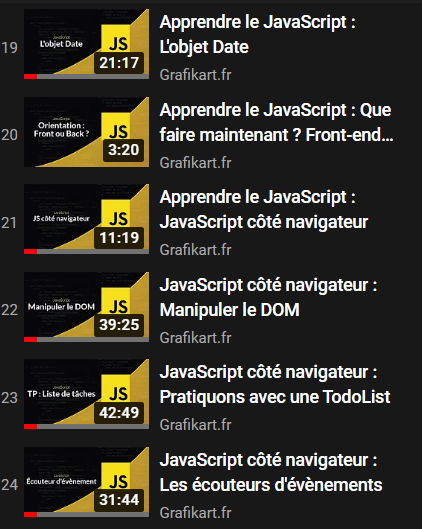 19
L'objet Date
JS
21:17
Apprendre le JavaScript :
L'objet Date
Grafikart.fr
20
Orientation :
Front ou Back ?
JS
3:20
Apprendre le JavaScript : Que
faire maintenant ? Front-end...
Grafikart.fr
21
JavaScript
JS côté navigateur
JS
11:19
Apprendre le JavaScript :
JavaScript côté navigateur
Grafikart.fr
22
JavaScript
Manipuler le DOM
JS
39:25
JavaScript côté navigateur :
Manipuler le DOM
Grafikart.fr
23
JavaScript
TP : Liste de tâches
JS
42:49
JavaScript côté navigateur :
Pratiquons avec une TodoList
Grafikart.fr
24
JavaScript
Écouteur d'évènement
JS
31:44
JavaScript côté navigateur :
Les écouteurs d'évènements
Grafikart.fr